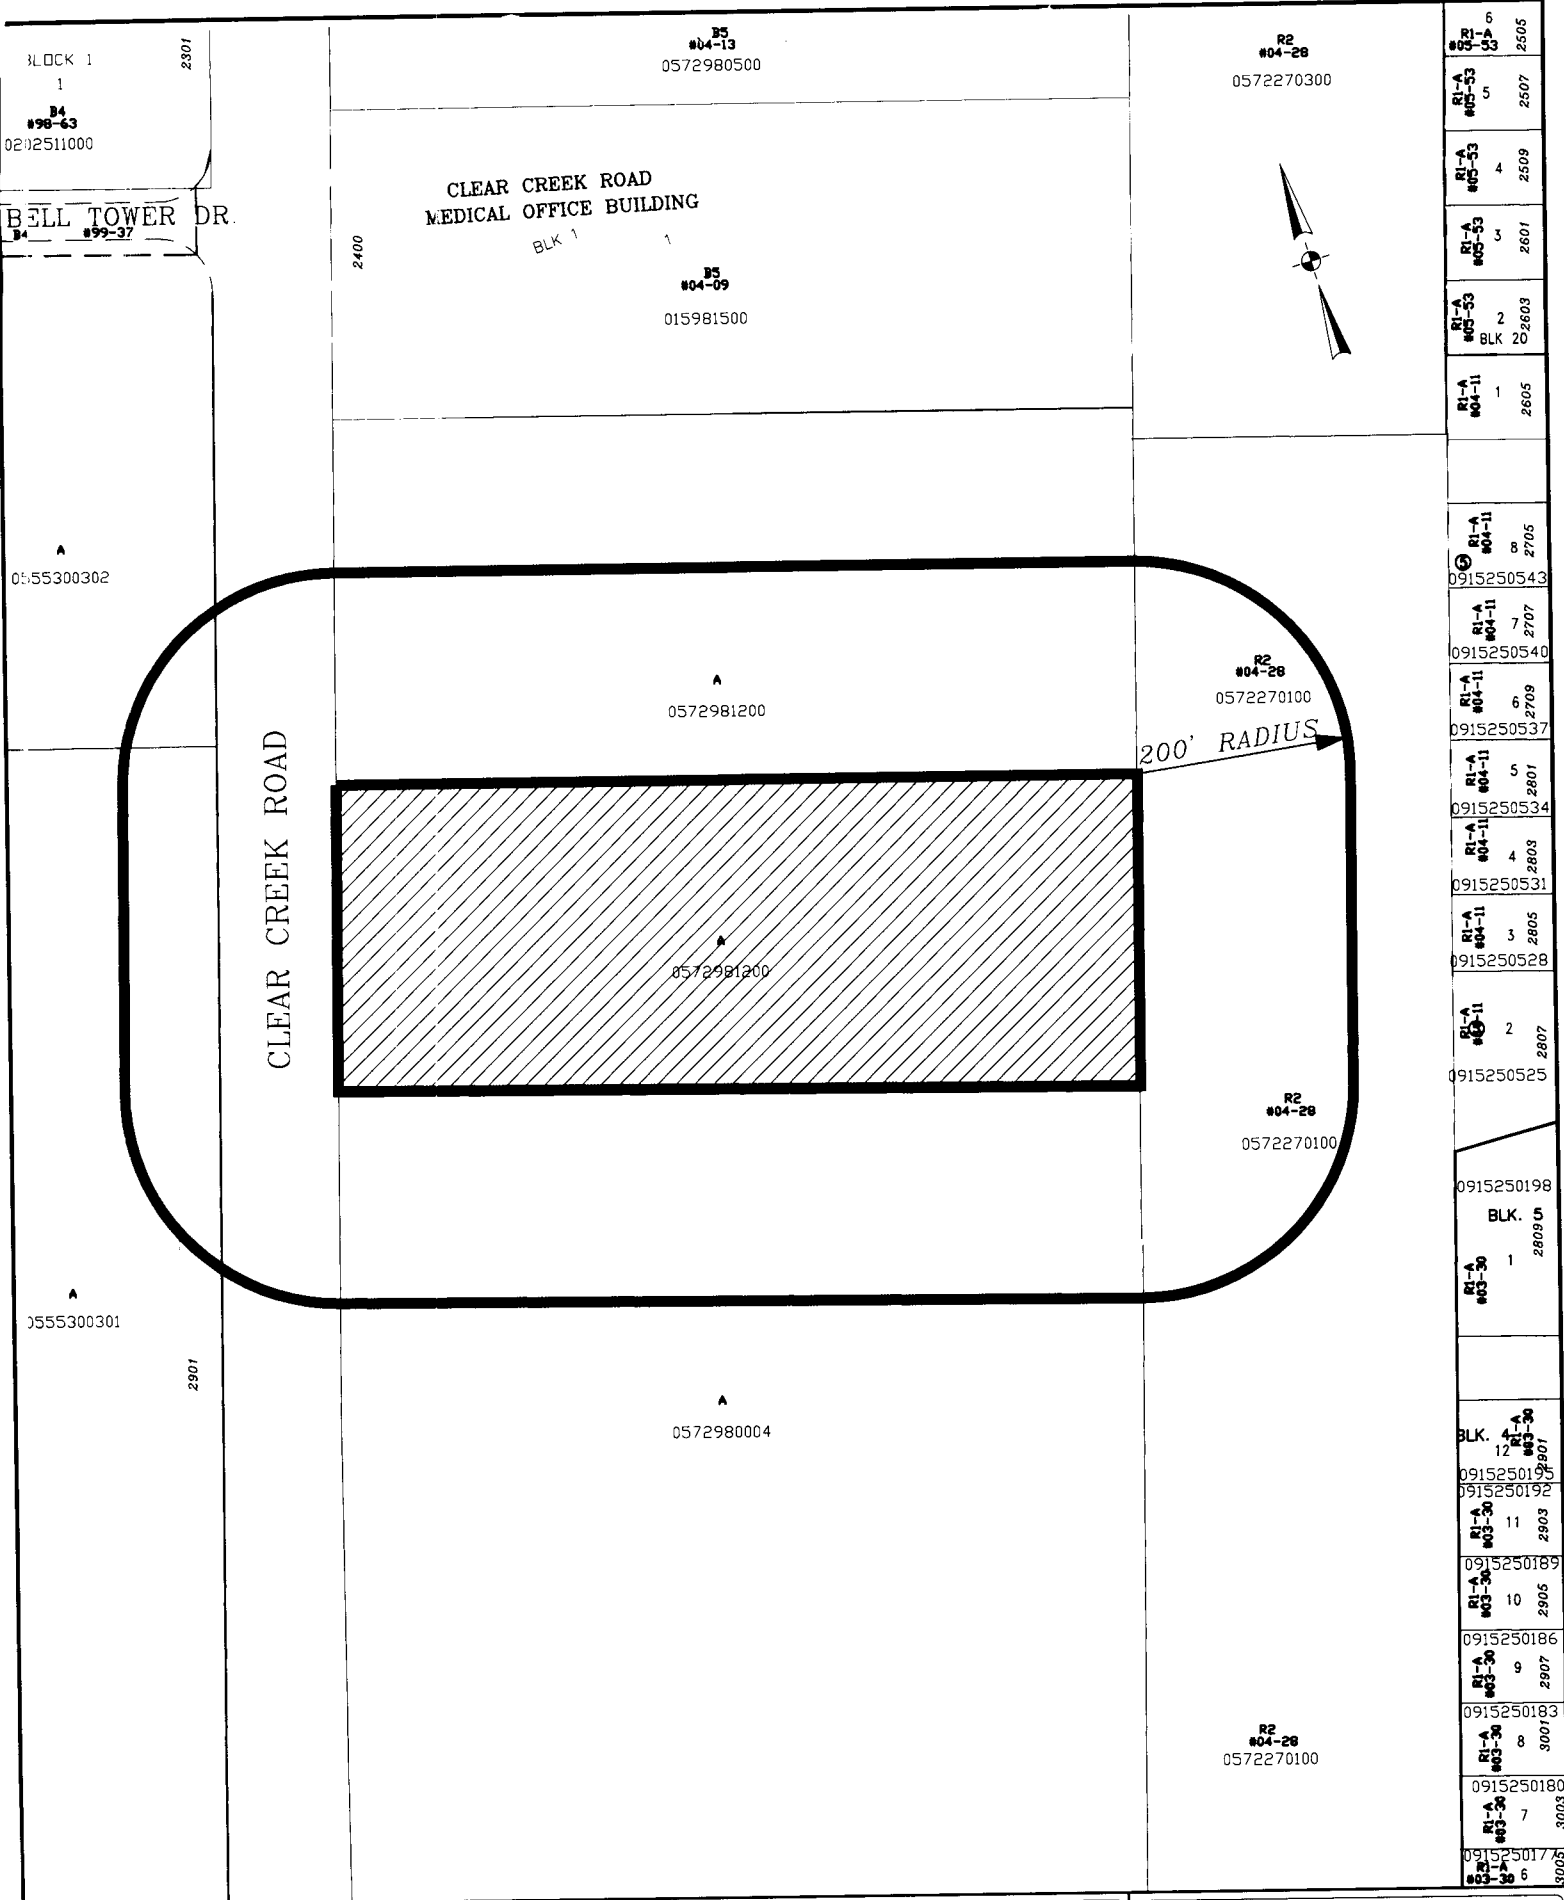 BLOCK 1
1
B4
#98-63
0202511000
2301
BELL TOWER DR.
B4 #99-37
B5
#04-13
0572980500
R2
#04-28
0572270300
CLEAR CREEK ROAD
MEDICAL OFFICE BUILDING
BLK 1 1
2400
B5
#04-09
015981500
A
0555300302
A
0572981200
R2
#04-28
0572270100
200' RADIUS
CLEAR CREEK ROAD
A
0572981200
R2
#04-28
0572270100
A
0555300301
2901
A
0572980004
R2
#04-28
0572270100
6
R1-A
#05-53
2505
R1-A
#05-53
5
2507
R1-A
#05-53
4
2509
R1-A
#05-53
3
2601
R1-A
#05-53
2
2603
BLK 20
R1-A
#04-11
1
2605
R1-A
#04-11
8
2705
5
0915250543
R1-A
#04-11
7
2707
0915250540
R1-A
#04-11
6
2709
0915250537
R1-A
#04-11
5
2801
0915250534
R1-A
#04-11
4
2803
0915250531
R1-A
#04-11
3
2805
0915250528
R1-A
2
2807
0915250525
0915250198
BLK. 5
2809
R1-A
#03-30
1
BLK. 4
R1-A
#03-30
12
2901
0915250195
0915250192
R1-A
#03-30
11
2903
0915250189
R1-A
#03-30
10
2905
0915250186
R1-A
#03-30
9
2907
0915250183
R1-A
#03-30
8
3001
0915250180
R1-A
#03-30
7
3003
0915250177
R1-A
#03-30
6
3005